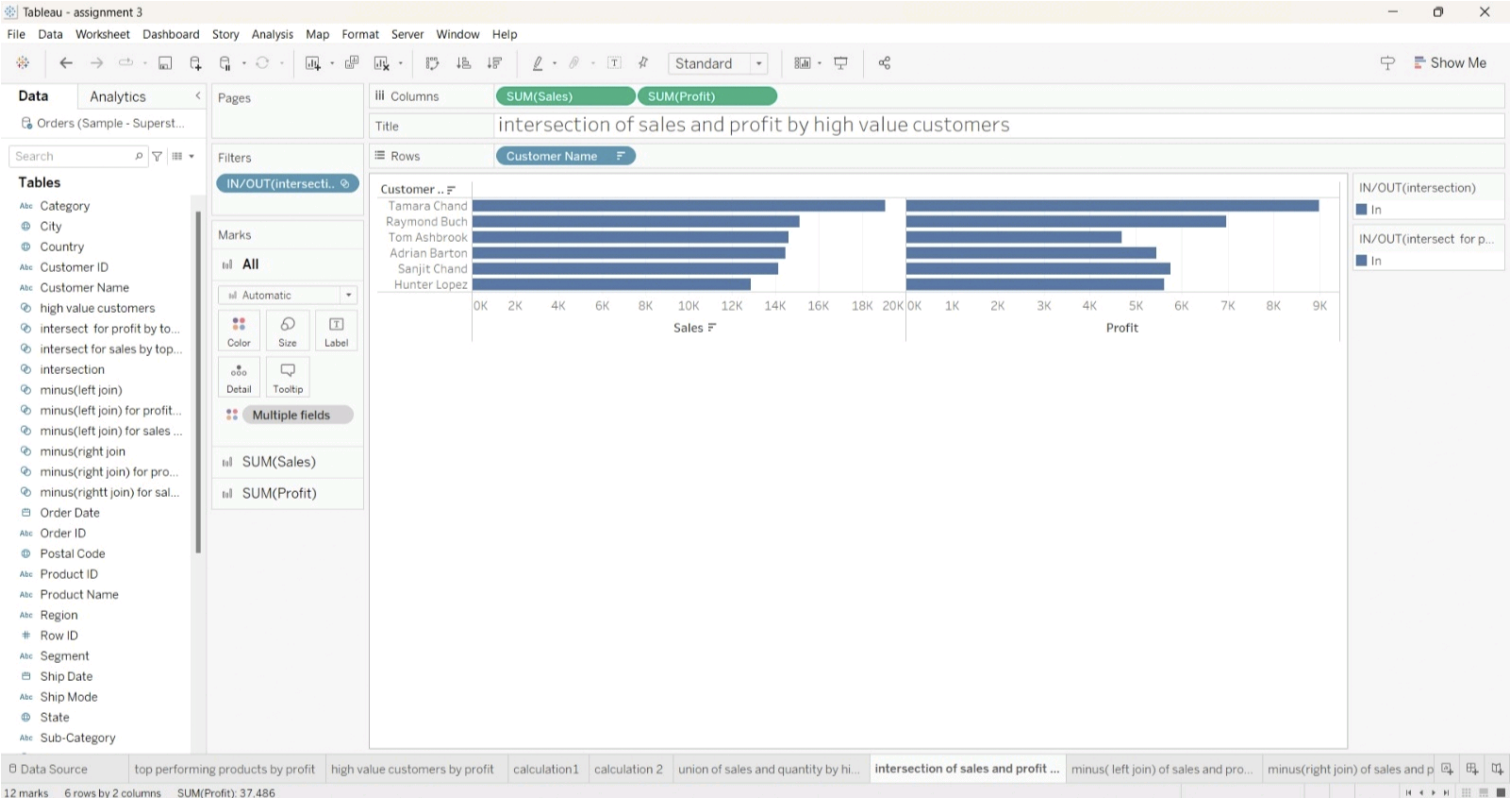 Tableau - assignment 3
File Data Worksheet Dashboard Story Analysis Map Format Server Window Help
Standard
Show Me
Data
Analytics
Orders (Sample - Superst...
Search
Tables
Abc Category
City
Country
Abc Customer ID
Abc Customer Name
high value customers
intersect for profit by to...
intersect for sales by top...
intersection
minus(left join)
minus(left join) for profit...
minus(left join) for sales ...
minus(right join
minus(right join) for pro...
minus(rightt join) for sal...
Order Date
Abc Order ID
Postal Code
Abc Product ID
Abc Product Name
Abc Region
# Row ID
Abc Segment
Ship Date
Abc Ship Mode
State
Abc Sub-Category
Pages
Filters
IN/OUT(intersecti..
Marks
All
Automatic
Color Size Label
Detail Tooltip
Multiple fields
SUM(Sales)
SUM(Profit)
Columns SUM(Sales) SUM(Profit)
Title intersection of sales and profit by high value customers
Rows Customer Name
Customer ..
Tamara Chand
Raymond Buch
Tom Ashbrook
Adrian Barton
Sanjit Chand
Hunter Lopez
0K 2K 4K 6K 8K 10K 12K 14K 16K 18K 20K 0K 1K 2K 3K 4K 5K 6K 7K 8K 9K
Sales Profit
IN/OUT(intersection)
In
IN/OUT(intersect for p...
In
Data Source top performing products by profit high value customers by profit calculation1 calculation 2 union of sales and quantity by hi... intersection of sales and profit ... minus( left join) of sales and pro... minus(right join) of sales and p
12 marks 6 rows by 2 columns SUM(Profit): 37,486